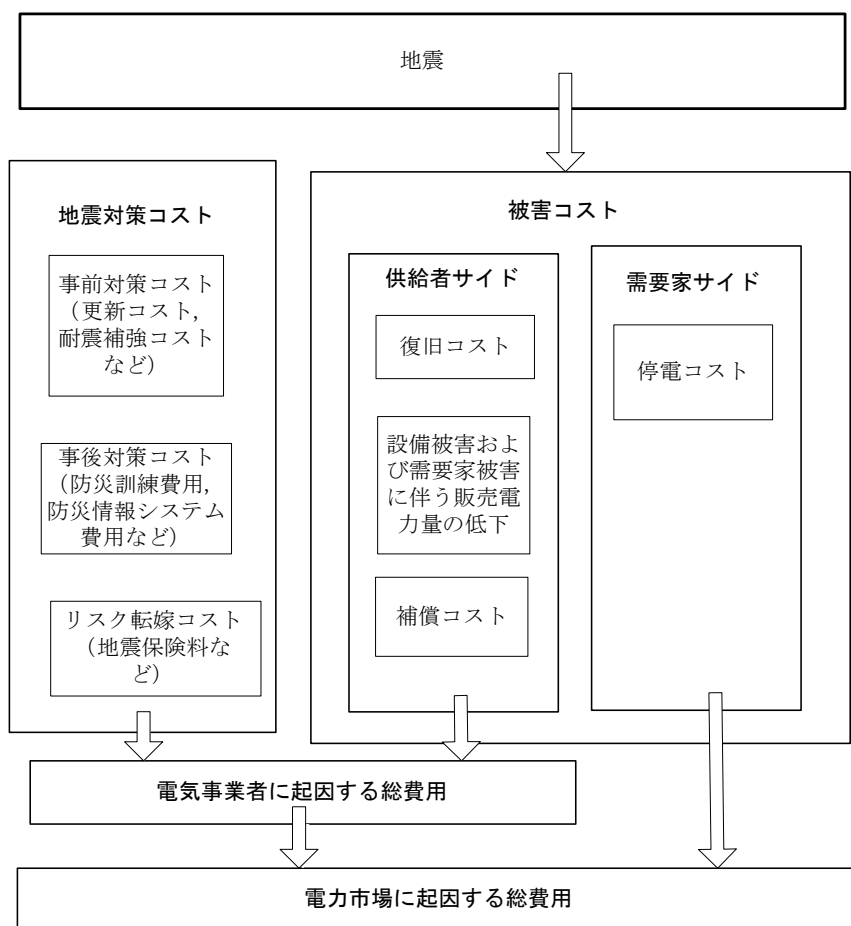 地震
地震対策コスト
事前対策コスト
（更新コスト，
耐震補強コスト
など）
事後対策コスト
（防災訓練費用，
防災情報システム
費用など）
リスク転嫁コスト
（地震保険料な
ど）
被害コスト
供給者サイド
復旧コスト
設備被害およ
び需要家被害
に伴う販売電
力量の低下
補償コスト
需要家サイド
停電コスト
電気事業者に起因する総費用
電力市場に起因する総費用